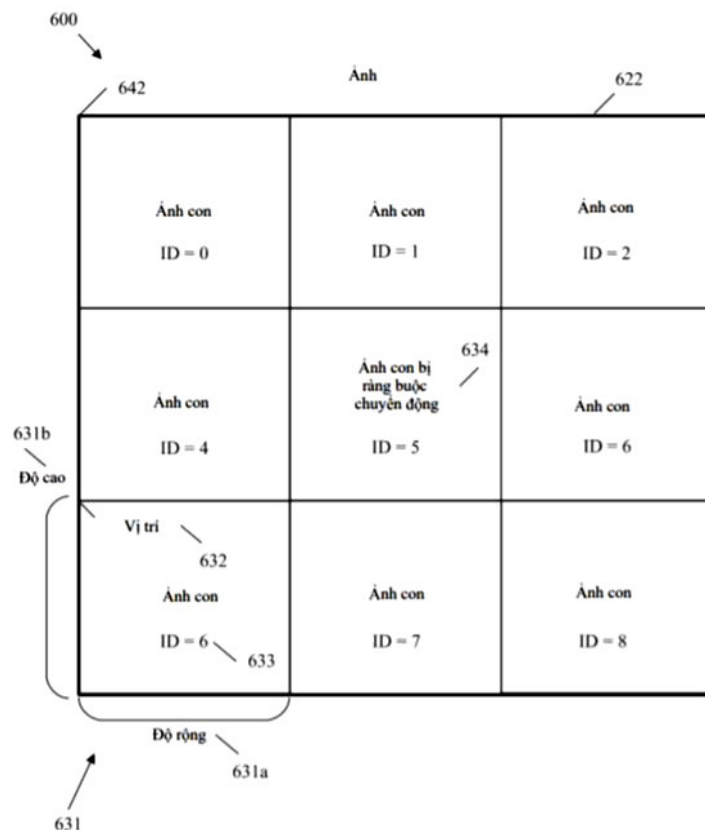 600
Ảnh
642
622
Ảnh con
ID = 0
Ảnh con
ID = 1
Ảnh con
ID = 2
634
Ảnh con bị
ràng buộc
chuyển động
ID = 5
Ảnh con
ID = 4
Ảnh con
ID = 6
631b
Độ cao
Vị trí
632
Ảnh con
ID = 6
633
Ảnh con
ID = 7
Ảnh con
ID = 8
Độ rộng
631a
631